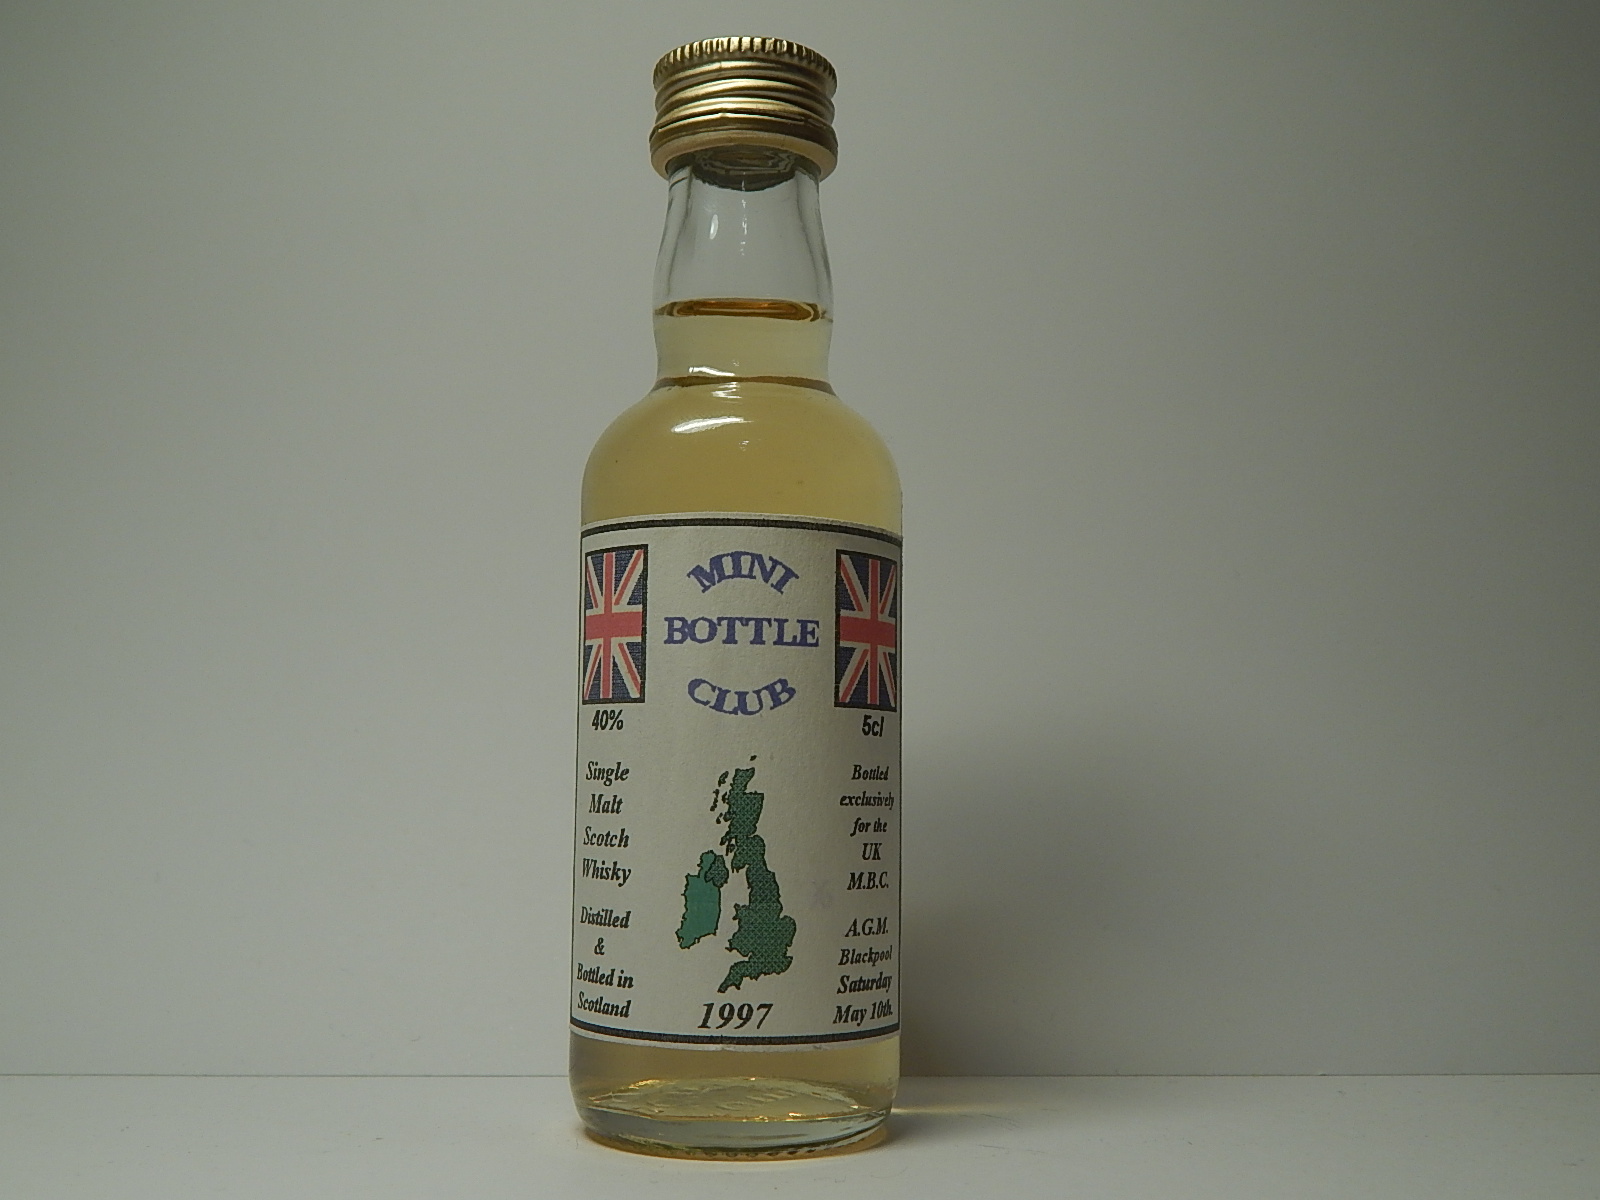 MINI
BOTTLE
CLUB
40%
Single
Malt
Scotch
Whisky
Distilled
&
Bottled in
Scotland
1997
5cl
Bottled
exclusively
for the
UK
M.B.C.
A.G.M.
Blackpool
Saturday
May 10th.